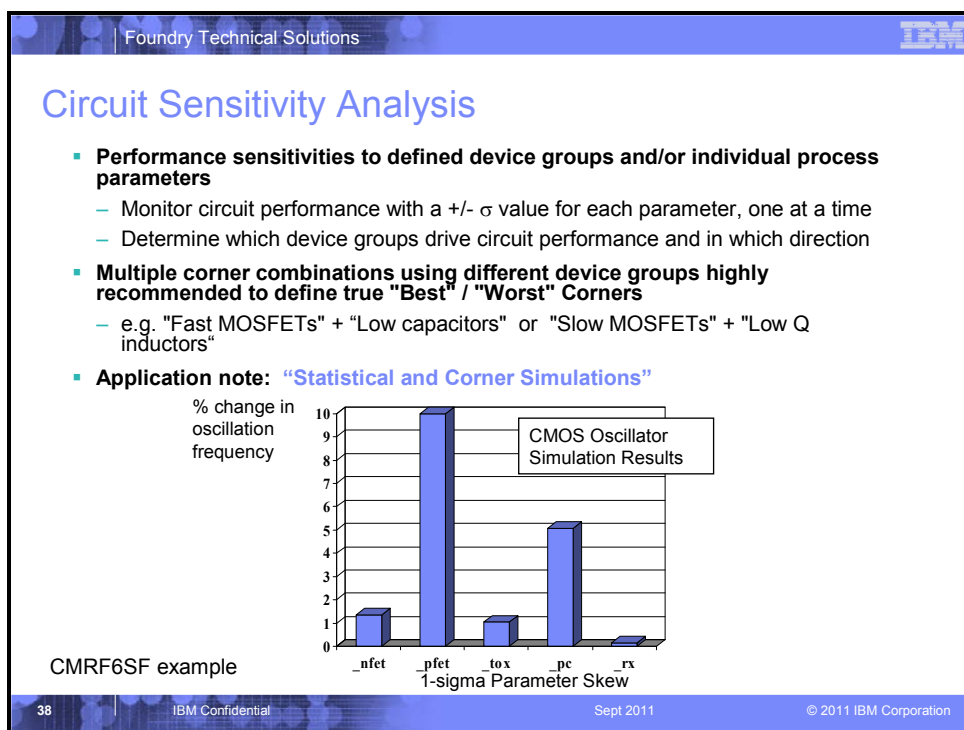 Foundry Technical Solutions
IBM
Circuit Sensitivity Analysis
▪ Performance sensitivities to defined device groups and/or individual process
parameters
– Monitor circuit performance with a +/- σ value for each parameter, one at a time
– Determine which device groups drive circuit performance and in which direction
▪ Multiple corner combinations using different device groups highly
recommended to define true "Best" / "Worst" Corners
– e.g. "Fast MOSFETs" + “Low capacitors" or "Slow MOSFETs" + "Low Q
inductors“
▪ Application note: “Statistical and Corner Simulations”
% change in
oscillation
frequency
10
9
8
7
6
5
4
3
2
1
0
CMOS Oscillator
Simulation Results
_nfet _pfet _tox _pc _rx
1-sigma Parameter Skew
CMRF6SF example
38 IBM Confidential Sept 2011 © 2011 IBM Corporation